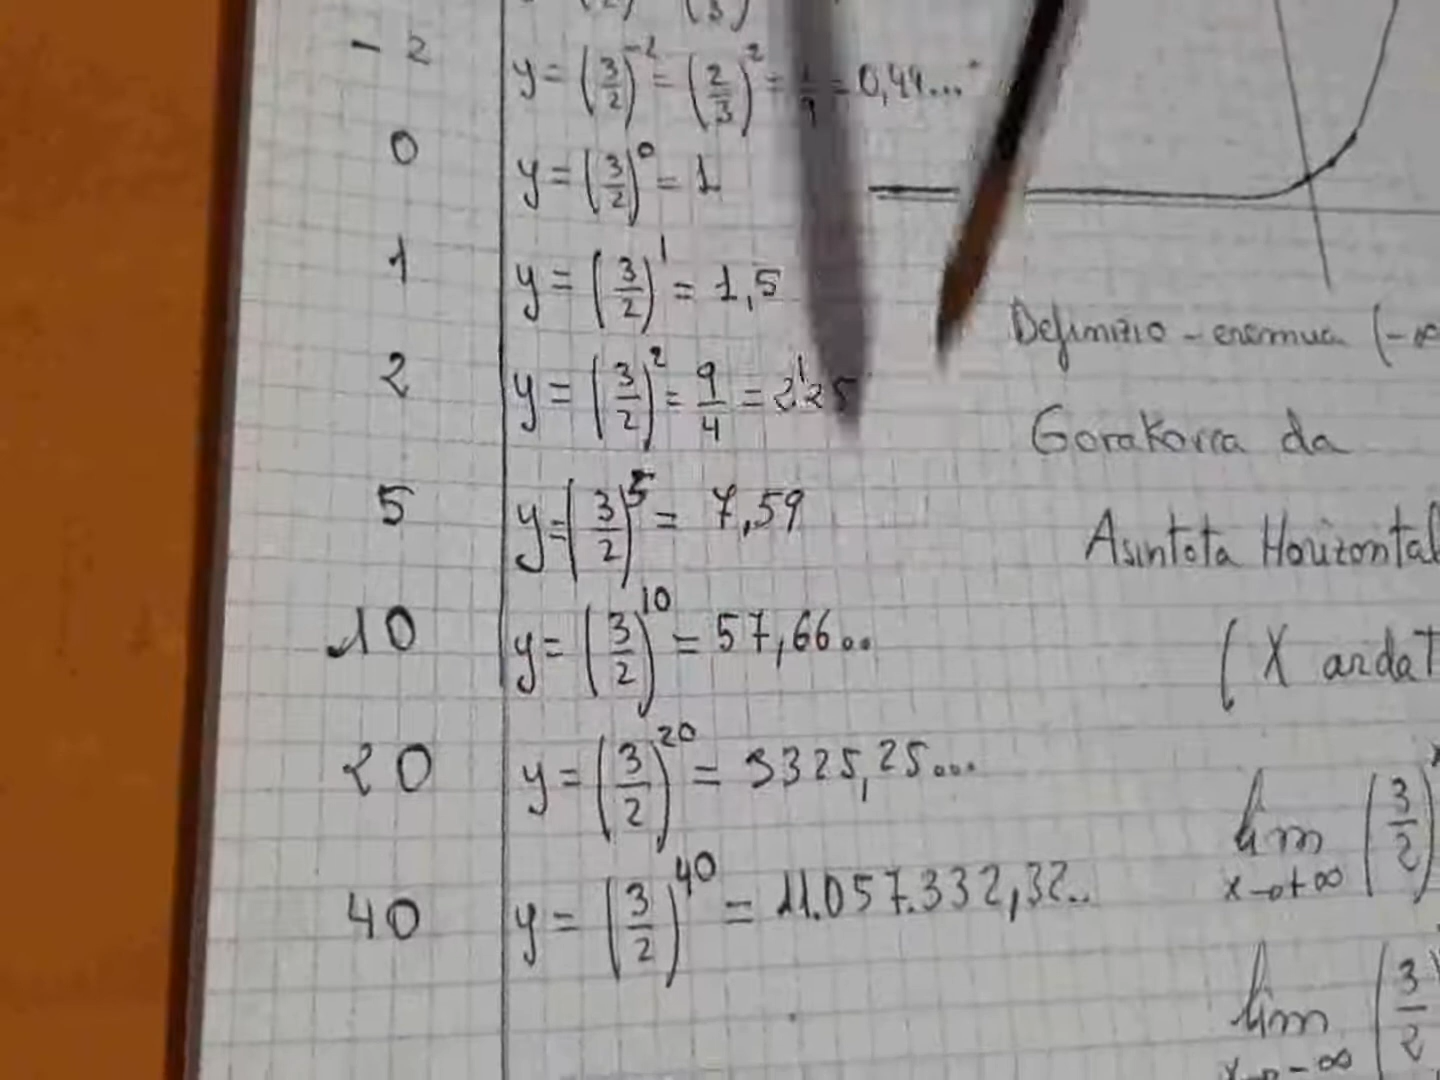 -2 y = (3/2)^-2 = (2/3)^2 = = 0,44...
0 y = (3/2)^0 = 1
1 y = (3/2)^1 = 1,5
2 y = (3/2)^2 = 9/4 = 2'25
5 y = (3/2)^5 = 7,59
10 y = (3/2)^10 = 57,66..
20 y = (3/2)^20 = 3325,25...
40 y = (3/2)^40 = 11.057.332,32..
Definizio-eremua (-∞
Gorakorra da
Asintota Horizontal
(X ardat
lim x→+∞ (3/2)^x
lim x→-∞ (3/2)